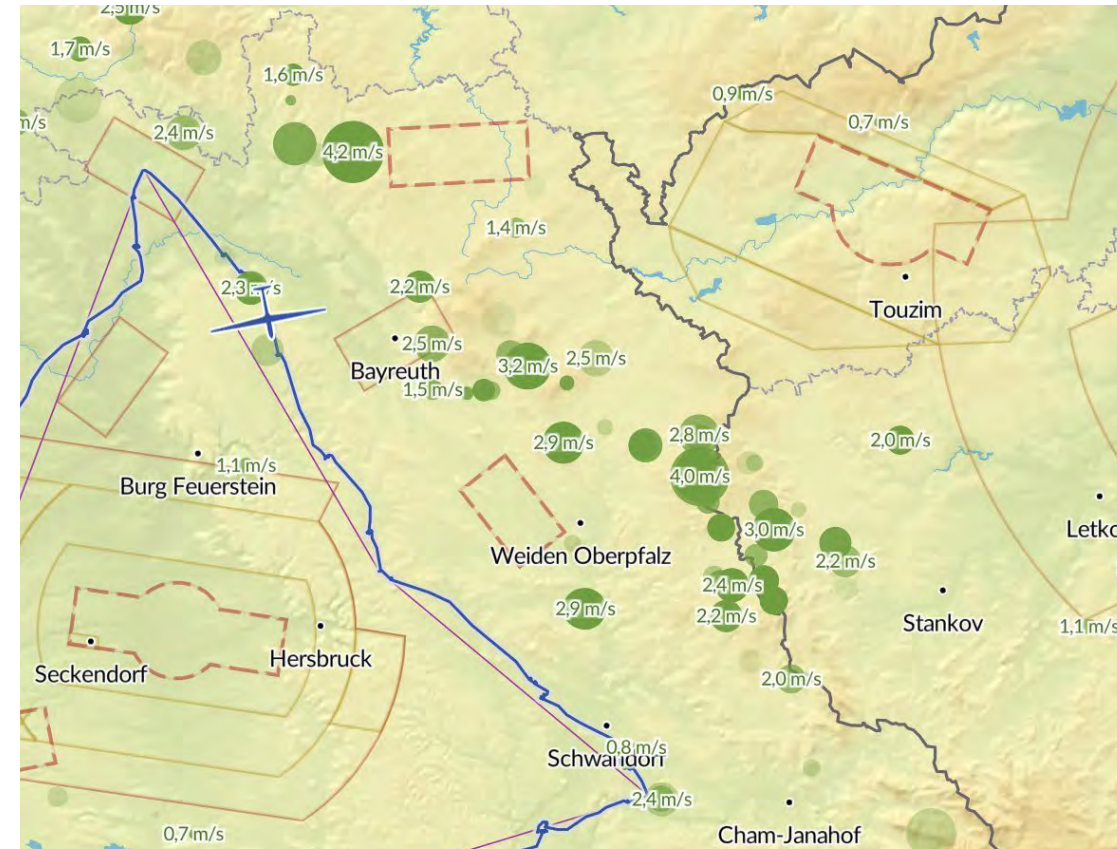 2,5 m/s
1,7 m/s
1,6 m/s
0,9 m/s
m/s
2,4 m/s
0,7 m/s
4,2 m/s
1,4 m/s
2,2 m/s
Touzim
2,5 m/s
Bayreuth
3,2 m/s
2,5 m/s
1,5 m/s
2,8 m/s
2,9 m/s
2,0 m/s
1,1 m/s
Burg Feuerstein
4,0 m/s
3,0 m/s
Weiden Oberpfalz
2,2 m/s
2,4 m/s
2,9 m/s
2,2 m/s
Stankov
1,1 m/s
Hersbruck
Seckendorf
2,0 m/s
0,8 m/s
Schwandorf
2,4 m/s
0,7 m/s
Cham-Janahof